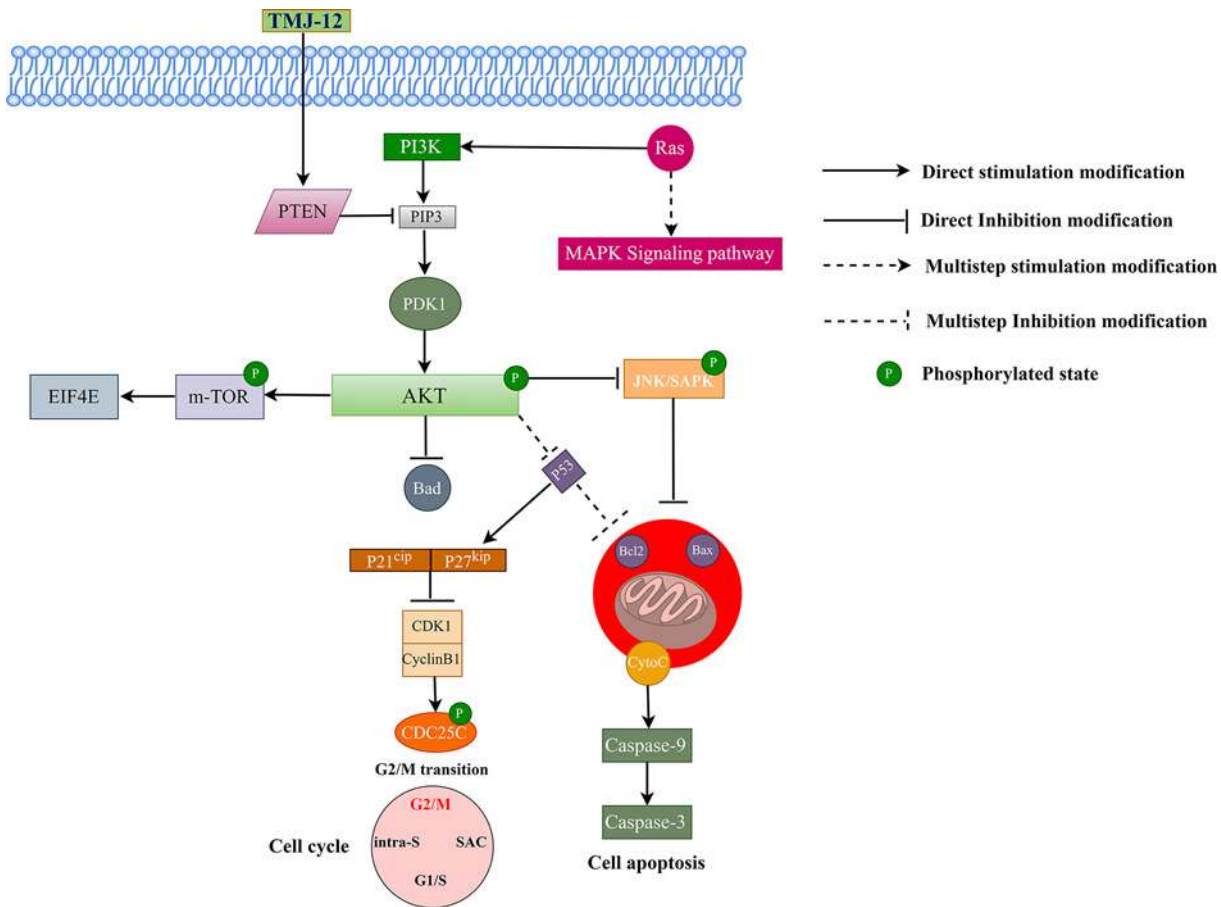 TMJ-12
PI3K
Ras
PTEN
PIP3
MAPK Signaling pathway
PDK1
EIF4E
m-TOR
P
AKT
P
JNK/SAPK
P
Bad
P53
P21cip
P27kip
Bcl2
Bax
CDK1
CyclinB1
CytoC
CDC25C
P
G2/M transition
Caspase-9
Caspase-3
Cell apoptosis
Cell cycle
G2/M
intra-S
SAC
G1/S
Direct stimulation modification
Direct Inhibition modification
Multistep stimulation modification
Multistep Inhibition modification
P
Phosphorylated state